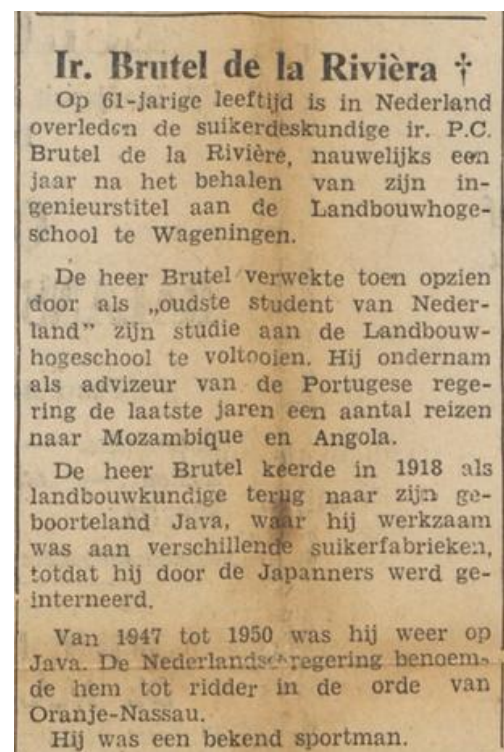 Ir. Brutel de la Rivièra †
Op 61-jarige leeftijd is in Nederland
overleden de suikerdeskundige ir. P.C.
Brutel de la Rivière, nauwelijks een
jaar na het behalen van zijn in-
genieurstitel aan de Landbouwhoge-
school te Wageningen.
De heer Brutel verwekte toen opzien
door als „oudste student van Neder-
land” zijn studie aan de Landbouw-
hogeschool te voltooien. Hij ondernam
als advizeur van de Portugese rege-
ring de laatste jaren een aantal reizen
naar Mozambique en Angola.
De heer Brutel keerde in 1918 als
landbouwkundige terug naar zijn ge-
boorteland Java, waar hij werkzaam
was aan verschillende suikerfabrieken,
totdat hij door de Japanners werd ge-
interneerd.
Van 1947 tot 1950 was hij weer op
Java. De Nederlandse regering benoem-
de hem tot ridder in de orde van
Oranje-Nassau.
Hij was een bekend sportman.